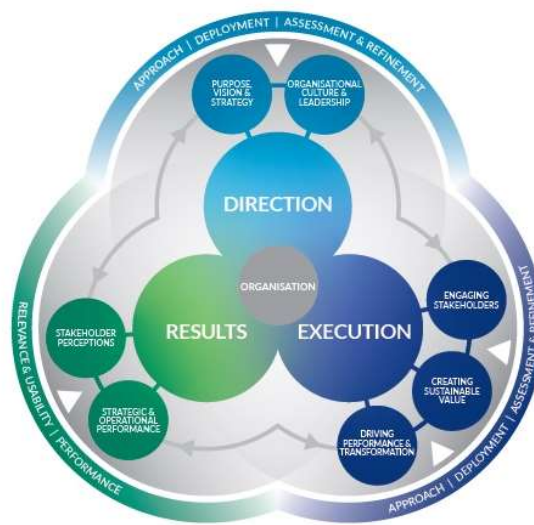 APPROACH | DEPLOYMENT | ASSESSMENT & REFINEMENT
PURPOSE,
VISION &
STRATEGY
ORGANISATIONAL
CULTURE &
LEADERSHIP
DIRECTION
ORGANISATION
RESULTS
EXECUTION
STAKEHOLDER
PERCEPTIONS
STRATEGIC &
OPERATIONAL
PERFORMANCE
ENGAGING
STAKEHOLDERS
CREATING
SUSTAINABLE
VALUE
DRIVING
PERFORMANCE &
TRANSFORMATION
RELEVANCE & USABILITY | PERFORMANCE
APPROACH | DEPLOYMENT | ASSESSMENT & REFINEMENT